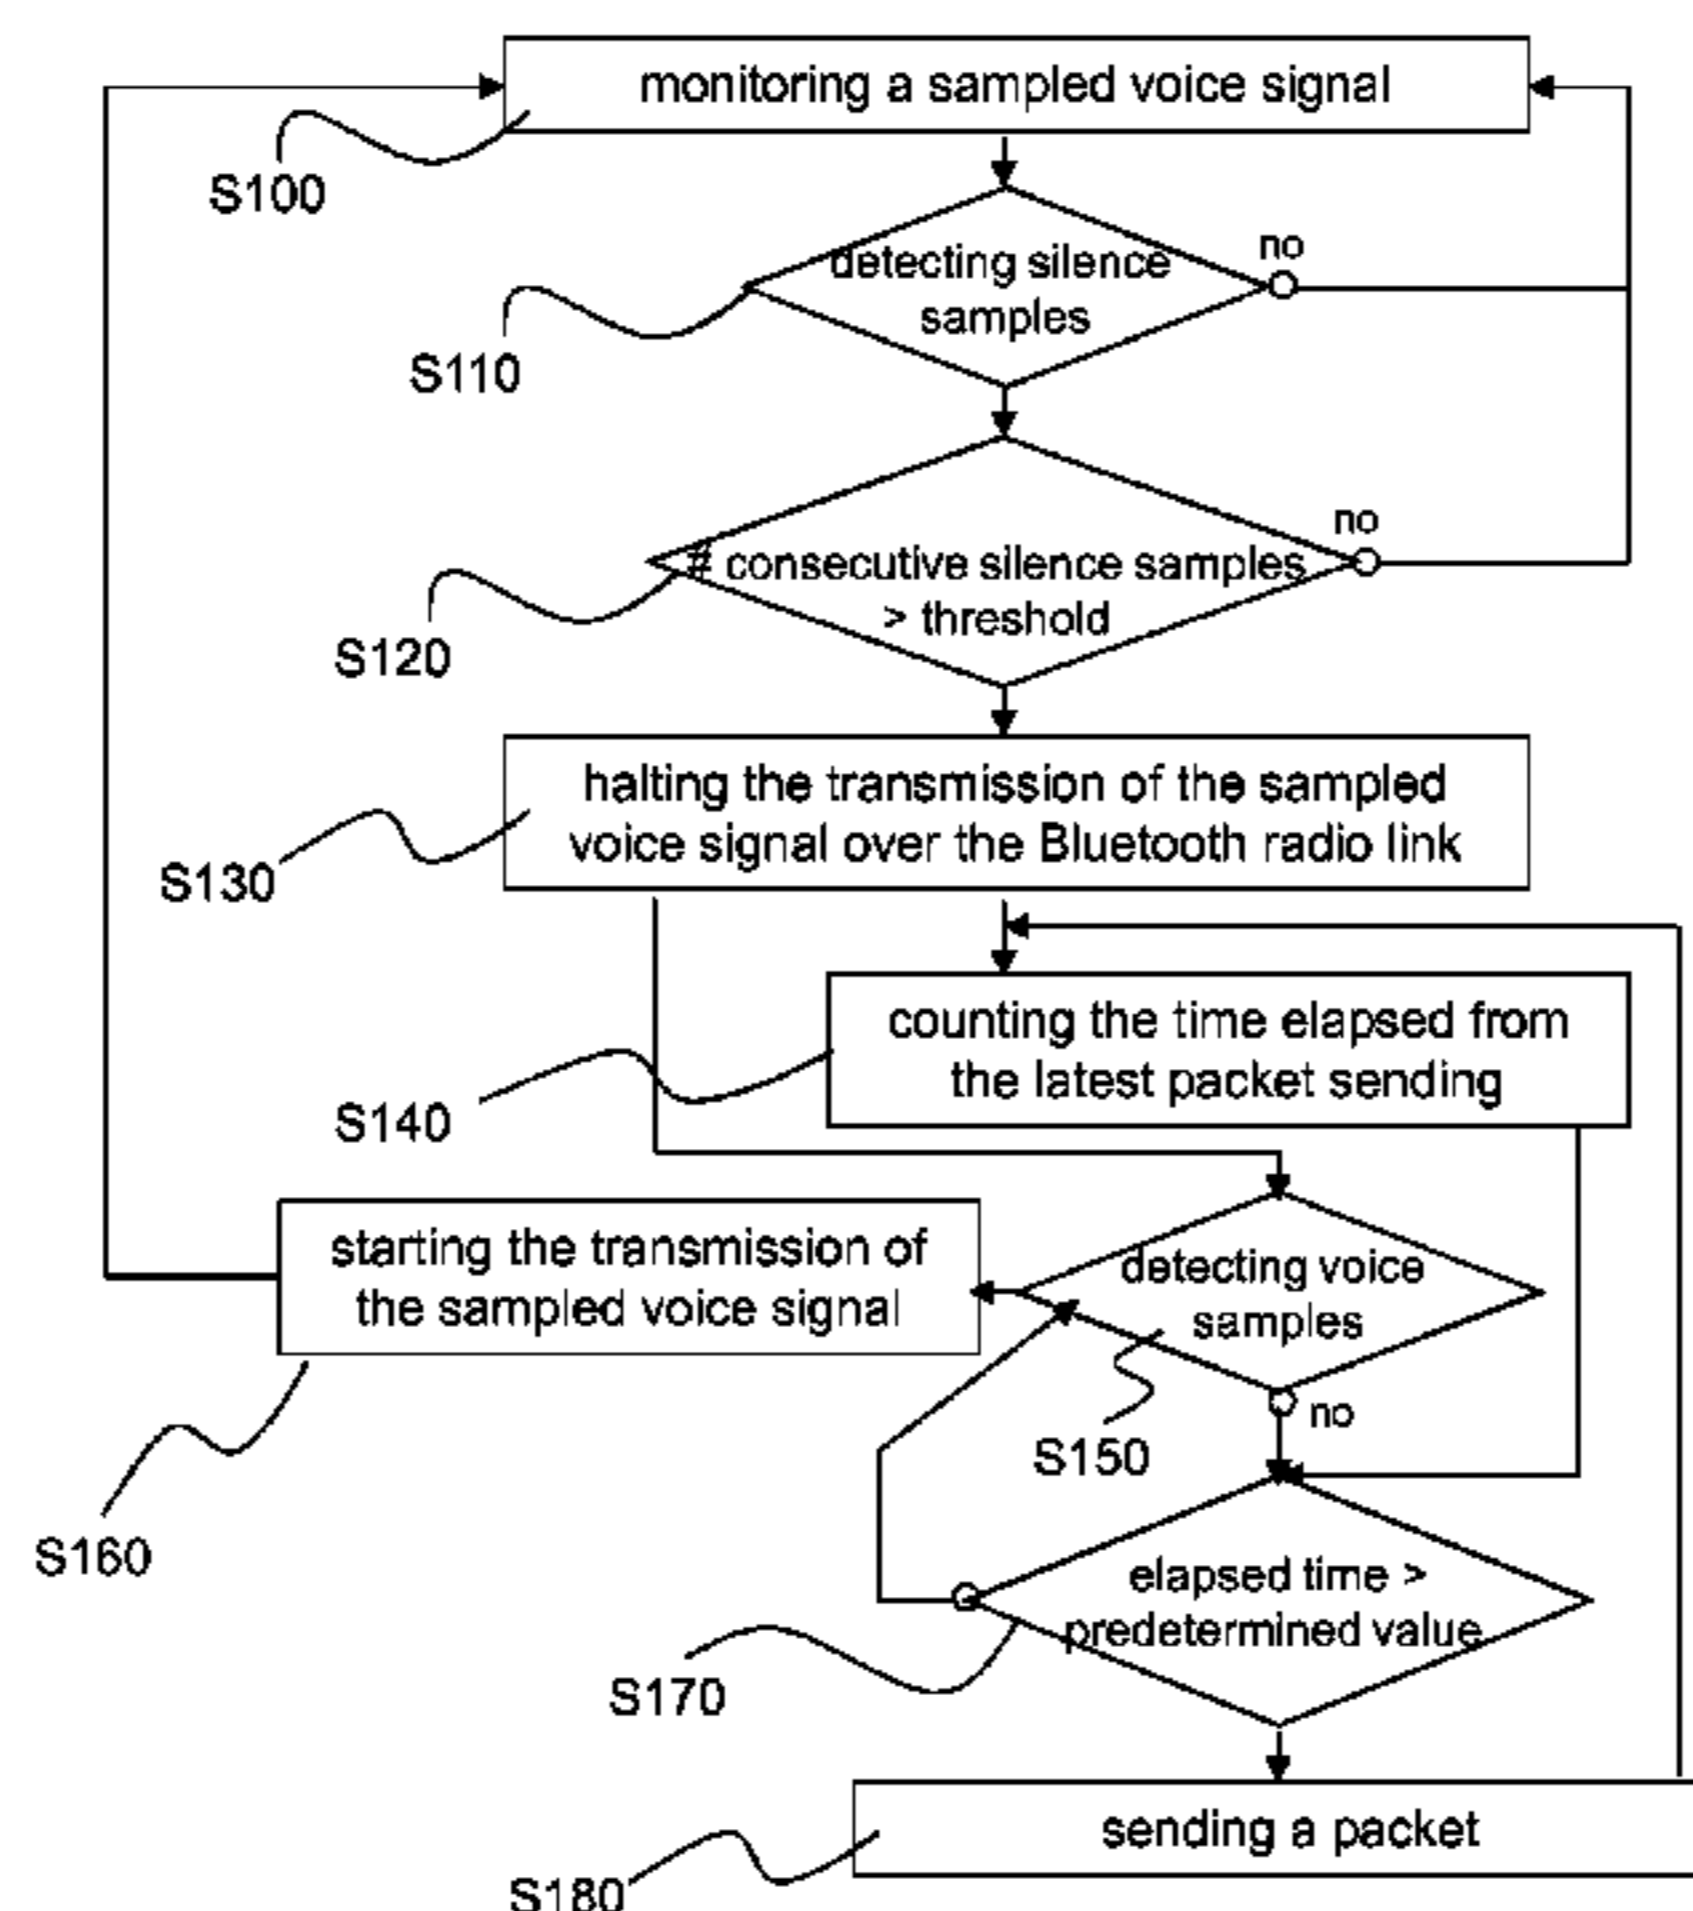 monitoring a sampled voice signal
S100
no
detecting silence
samples
S110
no
# consecutive silence samples
> threshold
S120
halting the transmission of the sampled
voice signal over the Bluetooth radio link
S130
counting the time elapsed from
the latest packet sending
S140
starting the transmission of
the sampled voice signal
detecting voice
samples
no
S150
S160
elapsed time >
predetermined value
S170
sending a packet
S180